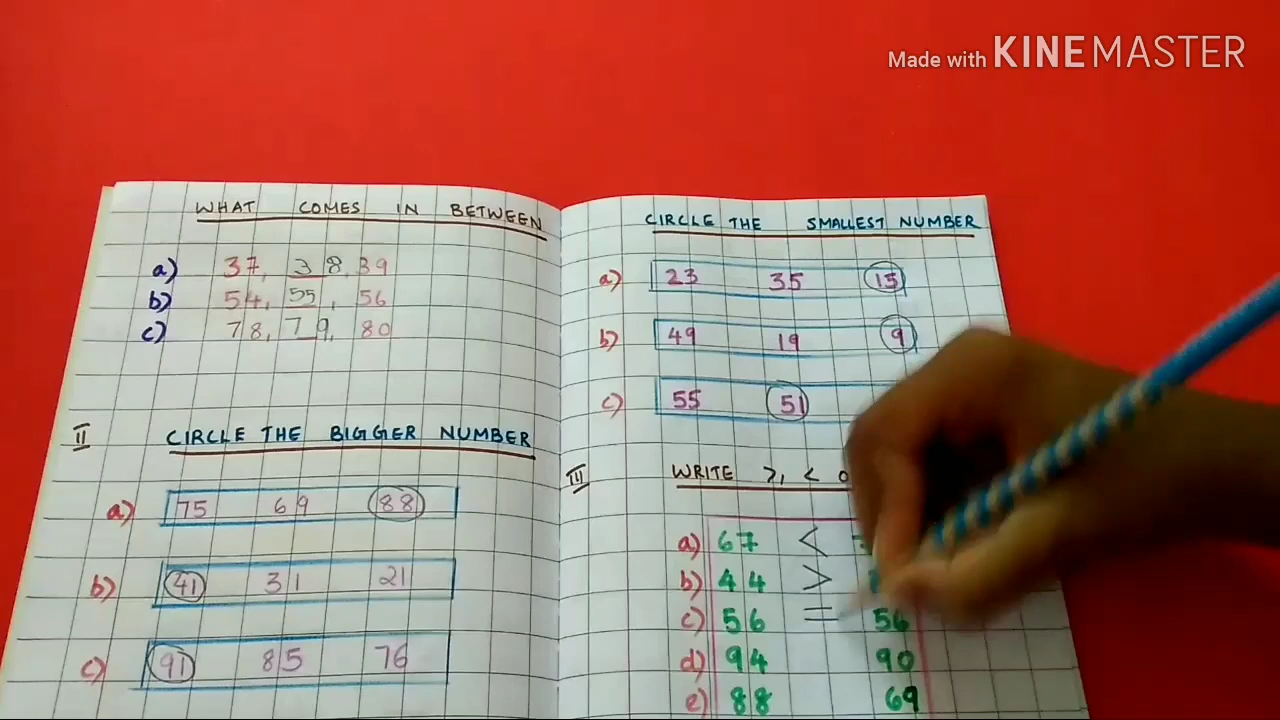 Made with KINEMASTER
WHAT COMES IN BETWEEN
a) 37, 38, 39
b) 54, 55, 56
c) 78, 79, 80
II CIRCLE THE BIGGER NUMBER
a) 75 69 88
b) 41 31 21
c) 91 85 76
CIRCLE THE SMALLEST NUMBER
a) 23 35 15
b) 49 19 9
c) 55 51
III WRITE >, <
a) 67 <
b) 44 >
c) 56 = 56
d) 94 90
e) 88 69